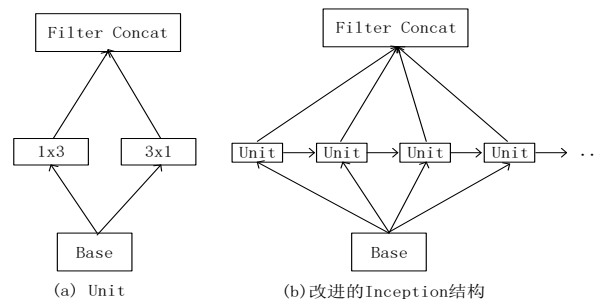 Filter Concat
1x3
3x1
Base
(a) Unit
Filter Concat
Unit
Unit
Unit
Unit
..
Base
(b)改进的Inception结构